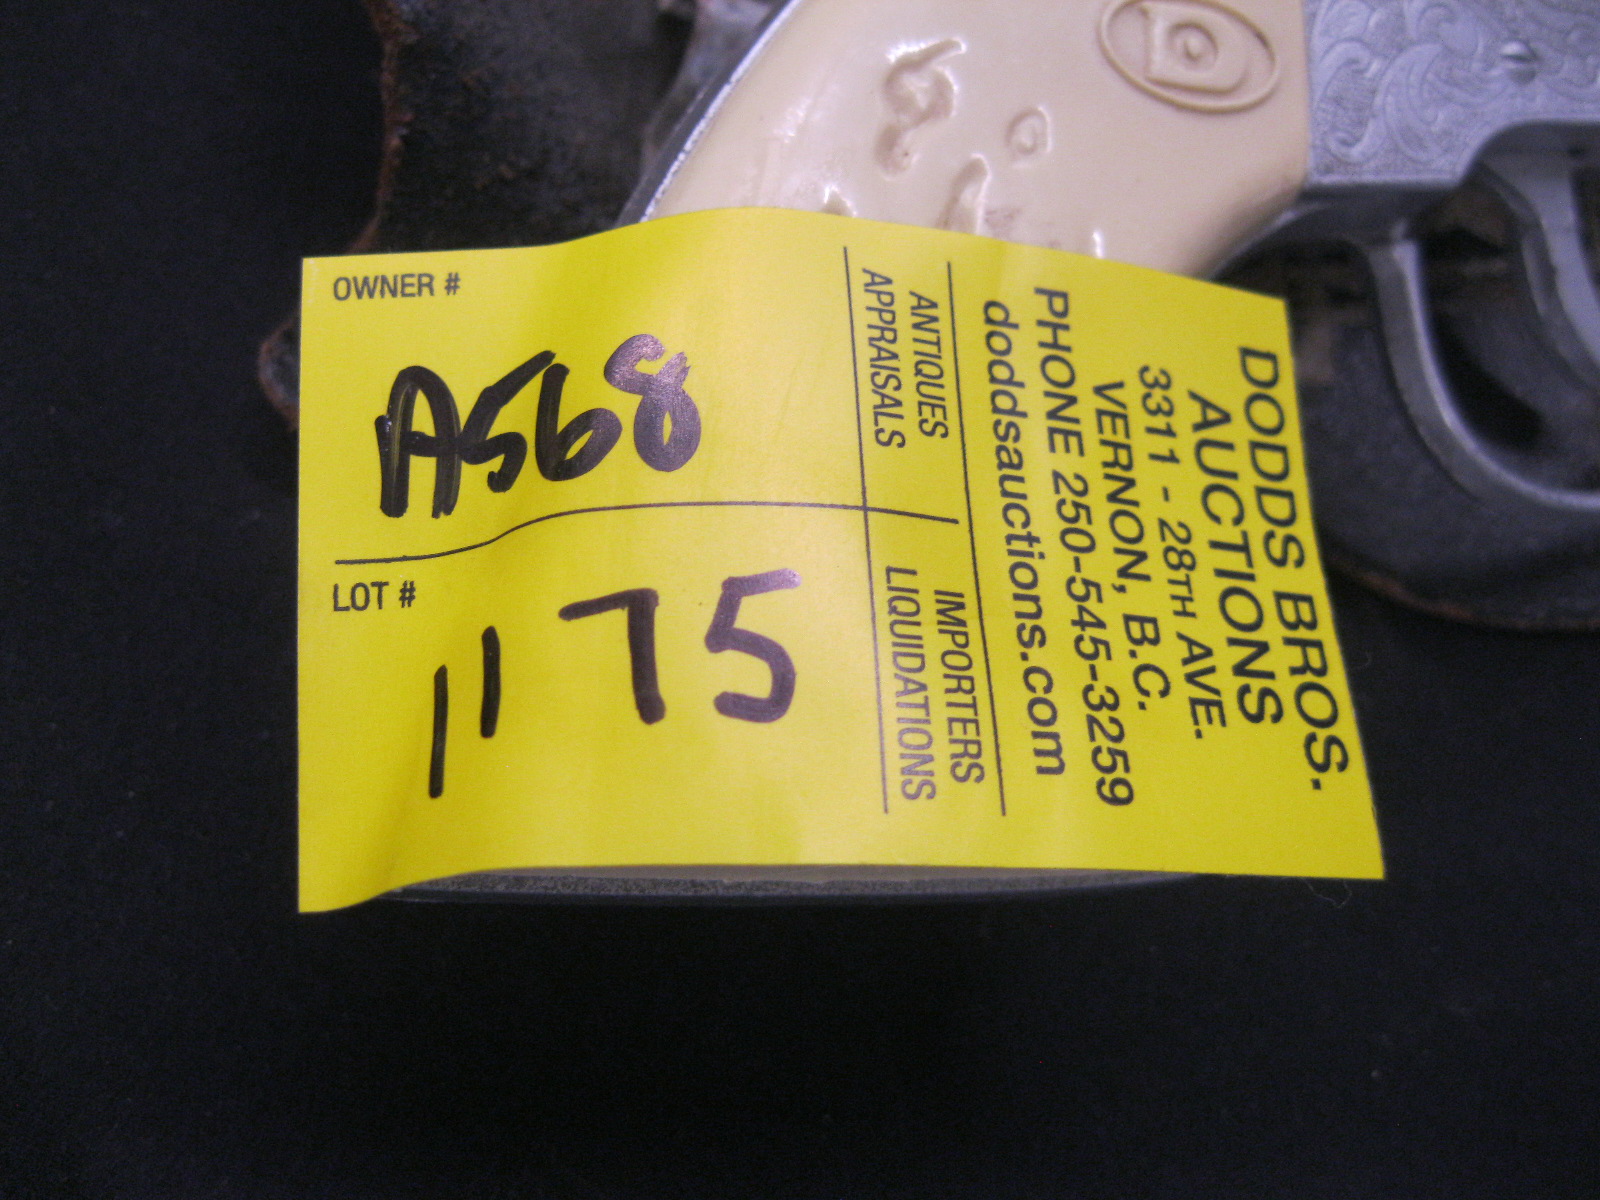 OWNER #
A568
LOT #
1175
ANTIQUES
APPRAISALS
IMPORTERS
LIQUIDATIONS
DODDS BROS.
AUCTIONS
3311 - 28TH AVE.
VERNON, B.C.
PHONE 250-545-3259
doddsauctions.com